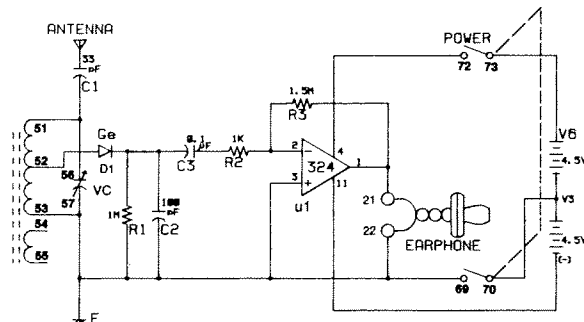 ANTENNA
33
pF
C1
POWER
72 73
51
52
53
54
55
56
57
VC
Ge
D1
0.1
µF
C3
1K
R2
1.5M
R3
2
3
4
1
11
324
u1
1M
R1
100
pF
C2
21
22
EARPHONE
V6
4.5V
V3
4.5V
(-)
69 70
E